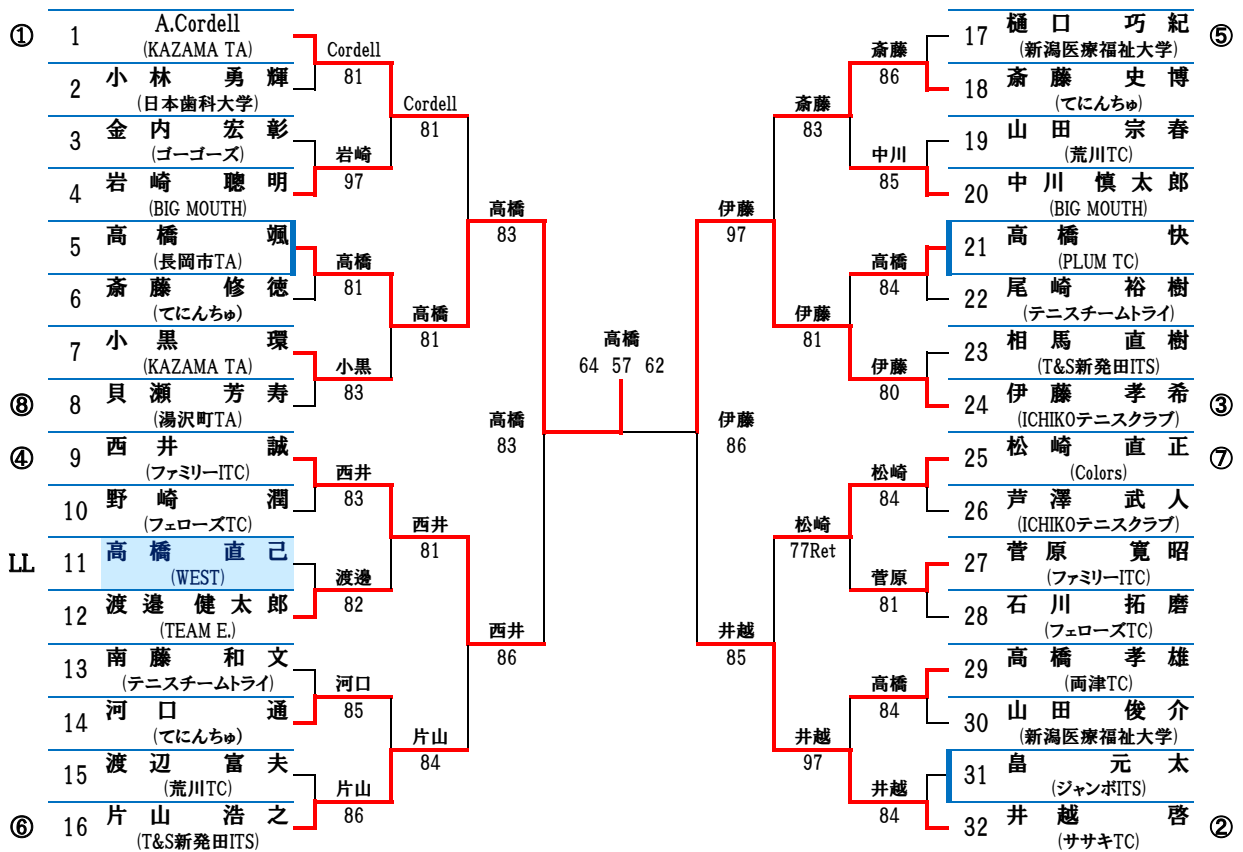 ① 1 A.Cordell
(KAZAMA TA)
2 小林 勇輝
(日本歯科大学)
3 金内 宏彰
(ゴーゴーズ)
4 岩崎 聰明
(BIG MOUTH)
5 高橋 颯
(長岡市TA)
6 斎藤 修徳
(てにんちゅ)
7 小黒 環
(KAZAMA TA)
⑧ 8 貝瀬 芳寿
(湯沢町TA)
④ 9 西井 誠
(ファミリーITC)
10 野崎 潤
(フェローズTC)
LL 11 高橋 直己
(WEST)
12 渡邉 健太郎
(TEAM E.)
13 南藤 和文
(テニスチームトライ)
14 河口 通
(てにんちゅ)
15 渡辺 富夫
(荒川TC)
⑥ 16 片山 浩之
(T&S新発田ITS)
Cordell
81
岩崎
97
高橋
81
小黒
83
西井
83
渡邊
82
河口
85
片山
86
Cordell
81
高橋
81
西井
81
片山
84
高橋
83
西井
86
高橋
83
高橋
64 57 62
伊藤
86
伊藤
97
井越
85
斎藤
83
伊藤
81
松崎
77Ret
井越
97
斎藤
86
中川
85
高橋
84
伊藤
80
松崎
84
菅原
81
高橋
84
井越
84
17 樋口 巧紀 ⑤
(新潟医療福祉大学)
18 斎藤 史博
(てにんちゅ)
19 山田 宗春
(荒川TC)
20 中川 慎太郎
(BIG MOUTH)
21 高橋 快
(PLUM TC)
22 尾崎 裕樹
(テニスチームトライ)
23 相馬 直樹
(T&S新発田ITS)
24 伊藤 孝希 ③
(ICHIKOテニスクラブ)
25 松崎 直正 ⑦
(Colors)
26 芦澤 武人
(ICHIKOテニスクラブ)
27 菅原 寛昭
(ファミリーITC)
28 石川 拓磨
(フェローズTC)
29 高橋 孝雄
(両津TC)
30 山田 俊介
(新潟医療福祉大学)
31 畠 元太
(ジャンボITS)
32 井越 啓 ②
(ササキTC)